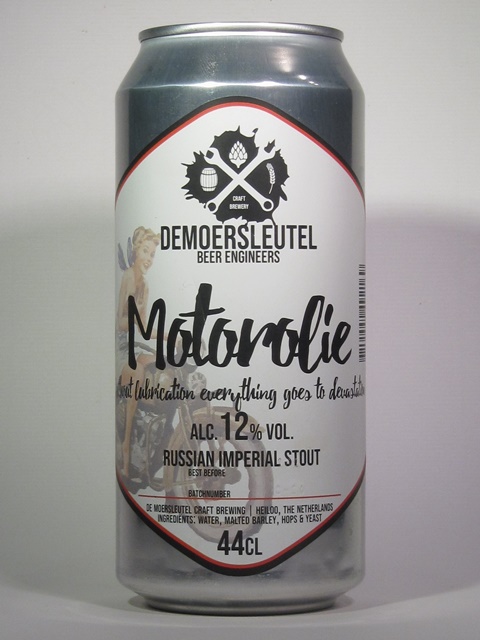 CRAFT
BREWERY
DEMOERSLEUTEL
BEER ENGINEERS
Motorolie
lubrication everything goes to
ALC. 12% VOL.
RUSSIAN IMPERIAL STOUT
BEST BEFORE
BATCHNUMBER
DE MOERSLEUTEL CRAFT BREWING | HEILOO, THE NETHERLANDS
INGREDIENTS: WATER, MALTED BARLEY, HOPS & YEAST
44CL